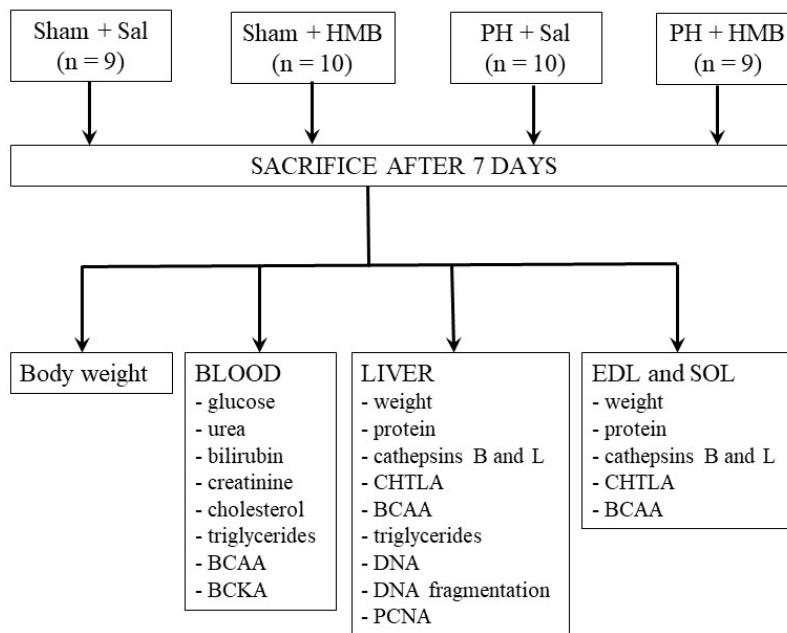 Sham + Sal
(n = 9)
Sham + HMB
(n = 10)
PH + Sal
(n = 10)
PH + HMB
(n = 9)
SACRIFICE AFTER 7 DAYS
Body weight
BLOOD
- glucose
- urea
- bilirubin
- creatinine
- cholesterol
- triglycerides
- BCAA
- BCKA
LIVER
- weight
- protein
- cathepsins B and L
- CHTLA
- BCAA
- triglycerides
- DNA
- DNA fragmentation
- PCNA
EDL and SOL
- weight
- protein
- cathepsins B and L
- CHTLA
- BCAA